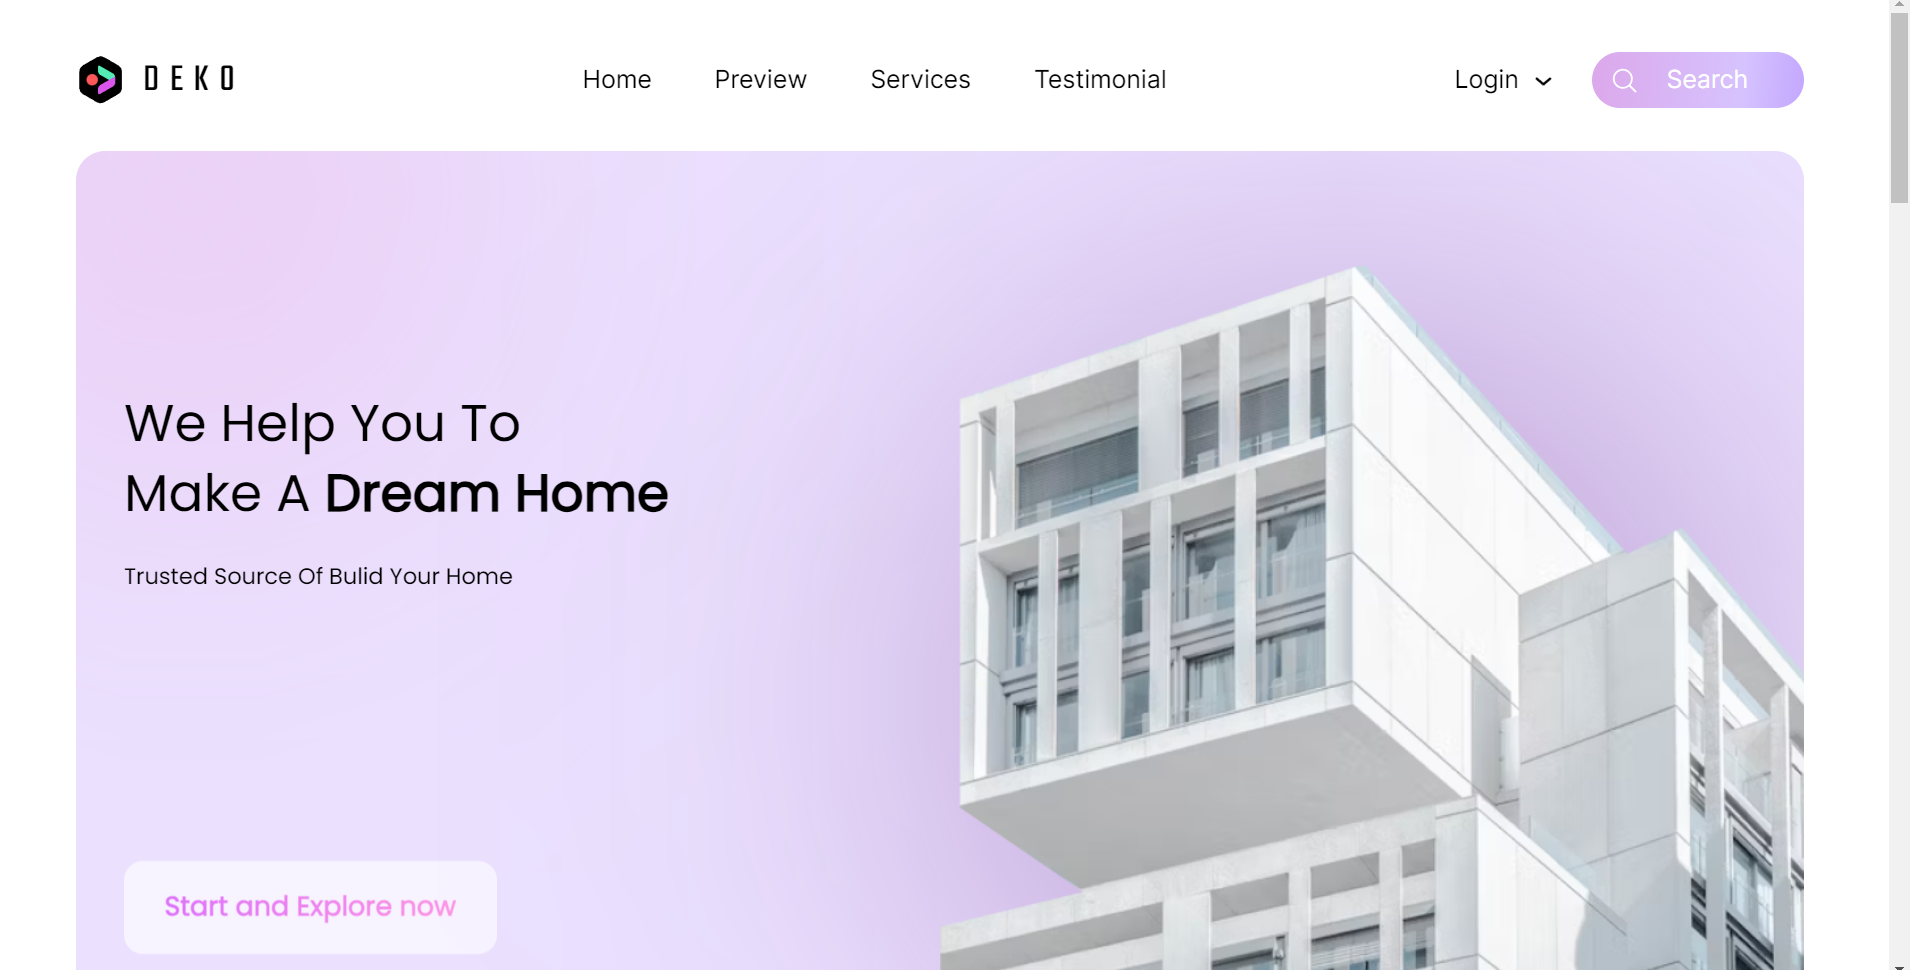 DEKO
Home Preview Services Testimonial
Login Search
We Help You To
Make A Dream Home
Trusted Source Of Bulid Your Home
Start and Explore now